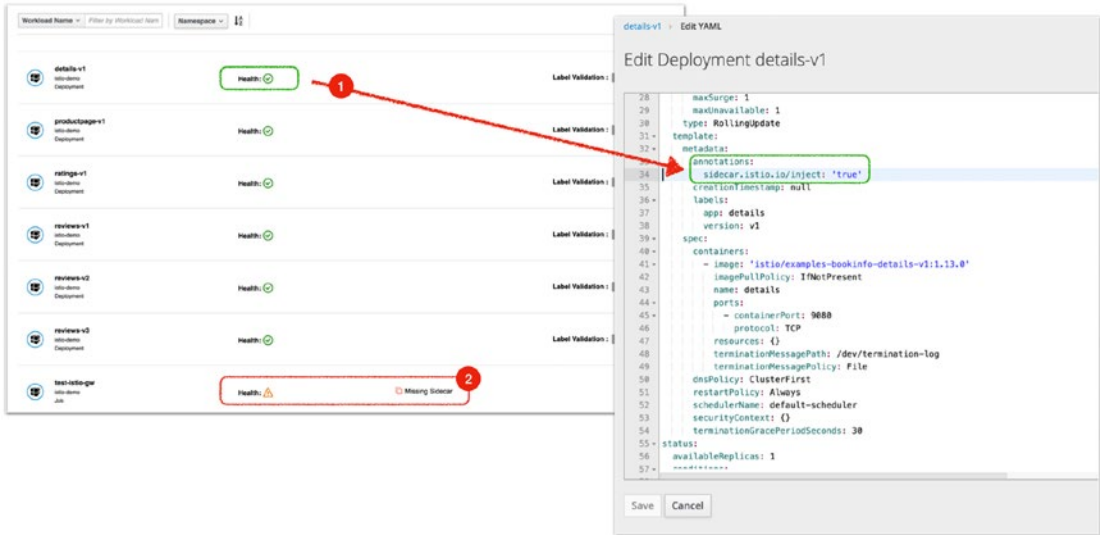 Workload Name
Filter by Workload Nam
Namespace
details-v1
istio-demo
Deployment
Health:
Label Validation :
1
productpage-v1
istio-demo
Deployment
Health:
Label Validation :
ratings-v1
istio-demo
Deployment
Health:
Label Validation :
reviews-v1
istio-demo
Deployment
Health:
Label Validation :
reviews-v2
istio-demo
Deployment
Health:
Label Validation :
reviews-v3
istio-demo
Deployment
Health:
Label Validation :
test-istio-gw
istio-demo
Job
Health:
Missing Sidecar
2
details-v1 › Edit YAML
Edit Deployment details-v1
28 maxSurge: 1
29 maxUnavailable: 1
30 type: RollingUpdate
31 template:
32 metadata:
33 annotations:
34 sidecar.istio.io/inject: 'true'
35 creationTimestamp: null
36 labels:
37 app: details
38 version: v1
39 spec:
40 containers:
41 - image: 'istio/examples-bookinfo-details-v1:1.13.0'
42 imagePullPolicy: IfNotPresent
43 name: details
44 ports:
45 - containerPort: 9080
46 protocol: TCP
47 resources: {}
48 terminationMessagePath: /dev/termination-log
49 terminationMessagePolicy: File
50 dnsPolicy: ClusterFirst
51 restartPolicy: Always
52 schedulerName: default-scheduler
53 securityContext: {}
54 terminationGracePeriodSeconds: 30
55 status:
56 availableReplicas: 1
57
Save
Cancel